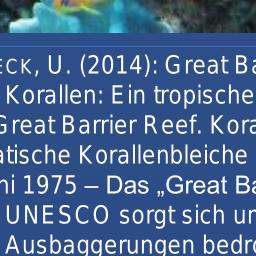 ECK, U. (2014): Great Ba
Korallen: Ein tropische
Great Barrier Reef. Kora
atische Korallenbleiche
ni 1975 – Das „Great Ba
UNESCO sorgt sich un
Ausbaggerungen bedro